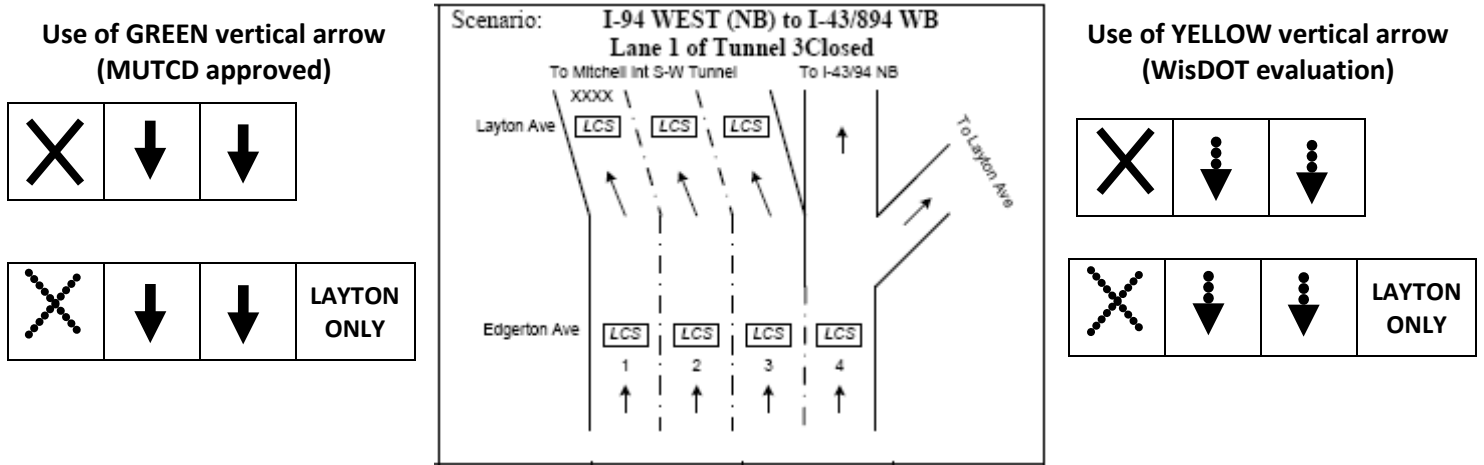 Use of GREEN vertical arrow
(MUTCD approved)
LAYTON
ONLY
Scenario: I-94 WEST (NB) to I-43/894 WB
Lane 1 of Tunnel 3Closed
To Mitchell Int S-W Tunnel To I-43/94 NB
XXXX
Layton Ave LCS LCS LCS
To Layton Ave
Edgerton Ave LCS LCS LCS LCS
1 2 3 4
Use of YELLOW vertical arrow
(WisDOT evaluation)
LAYTON
ONLY